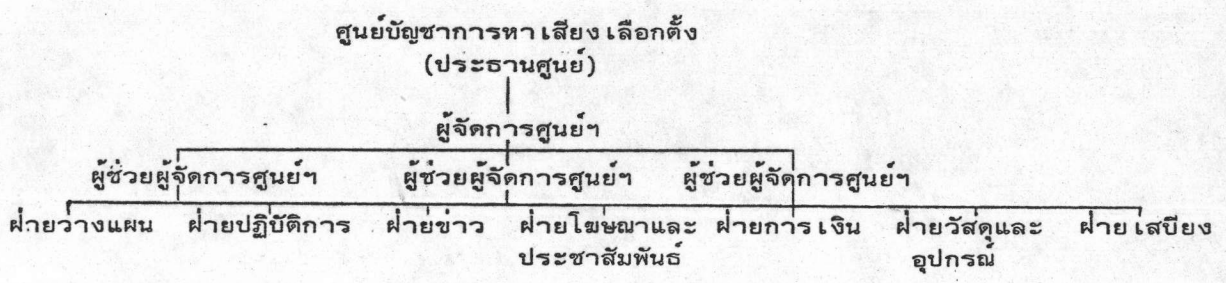 ศูนย์บัญชาการหาเสียงเลือกตั้ง
(ประธานศูนย์)
ผู้จัดการศูนย์ฯ
ผู้ช่วยผู้จัดการศูนย์ฯ ผู้ช่วยผู้จัดการศูนย์ฯ ผู้ช่วยผู้จัดการศูนย์ฯ
ฝ่ายวางแผน ฝ่ายปฏิบัติการ ฝ่ายข่าว ฝ่ายโฆษณาและ ฝ่ายการเงิน ฝ่ายวัสดุและ ฝ่ายเสบียง
ประชาสัมพันธ์ อุปกรณ์